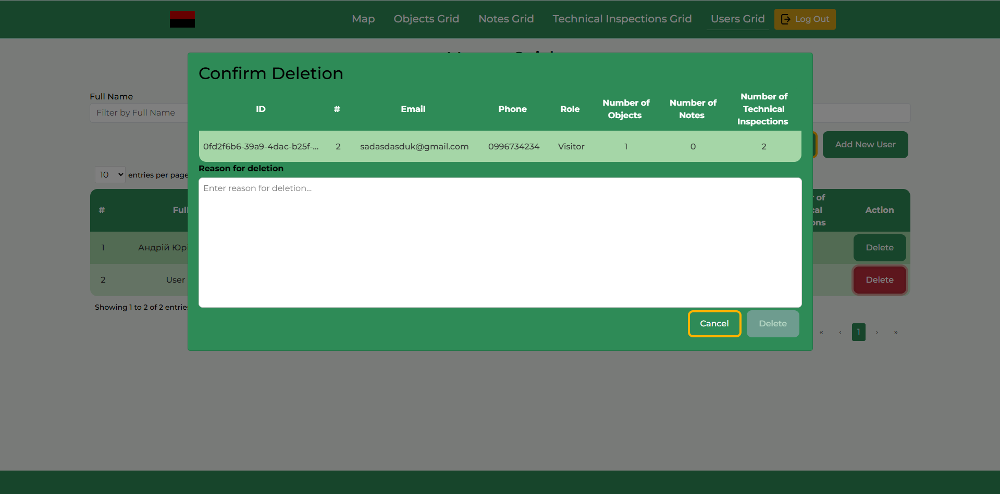 Map Objects Grid Notes Grid Technical Inspections Grid Users Grid Log Out
Confirm Deletion
Full Name
Filter by Full Name
ID # Email Phone Role Number of Objects Number of Notes Number of Technical Inspections
0fd2f6b6-39a9-4dac-b25f-... 2 sadasdasduk@gmail.com 0996734234 Visitor 1 0 2
Add New User
Reason for deletion
10 entries per page
Enter reason for deletion...
# Full of Action
1 Андрій Юр Delete
2 User Delete
Showing 1 to 2 of 2 entries
Cancel Delete
« ‹ 1 › »